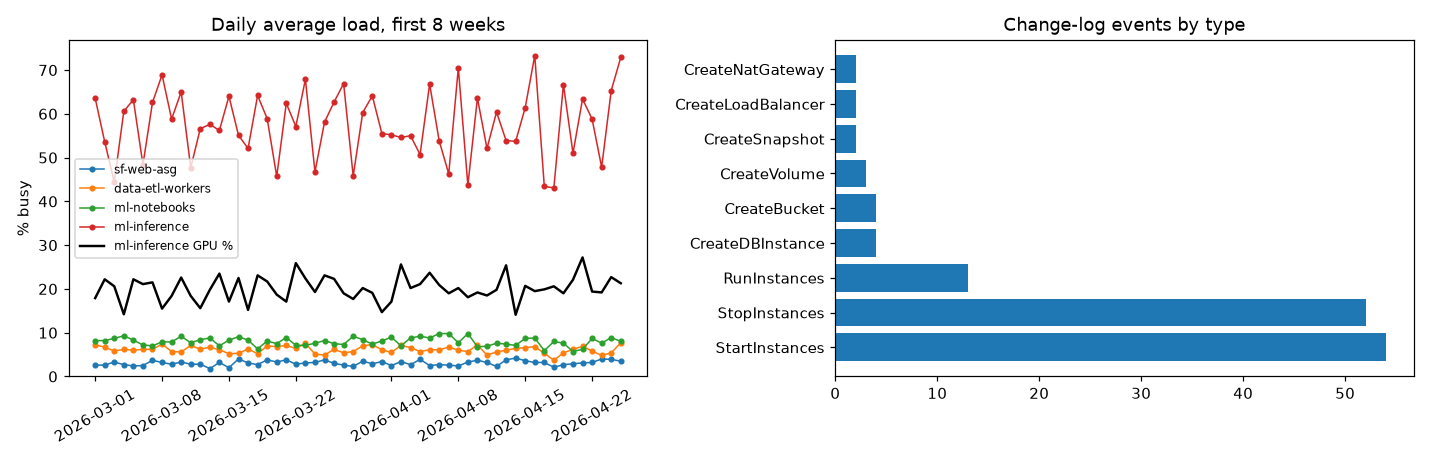 Daily average load, first 8 weeks
% busy
70
60
50
40
30
20
10
0
sf-web-asg
data-etl-workers
ml-notebooks
ml-inference
ml-inference GPU %
2026-03-01
2026-03-08
2026-03-15
2026-03-22
2026-04-01
2026-04-08
2026-04-15
2026-04-22
Change-log events by type
CreateNatGateway
CreateLoadBalancer
CreateSnapshot
CreateVolume
CreateBucket
CreateDBInstance
RunInstances
StopInstances
StartInstances
0
10
20
30
40
50